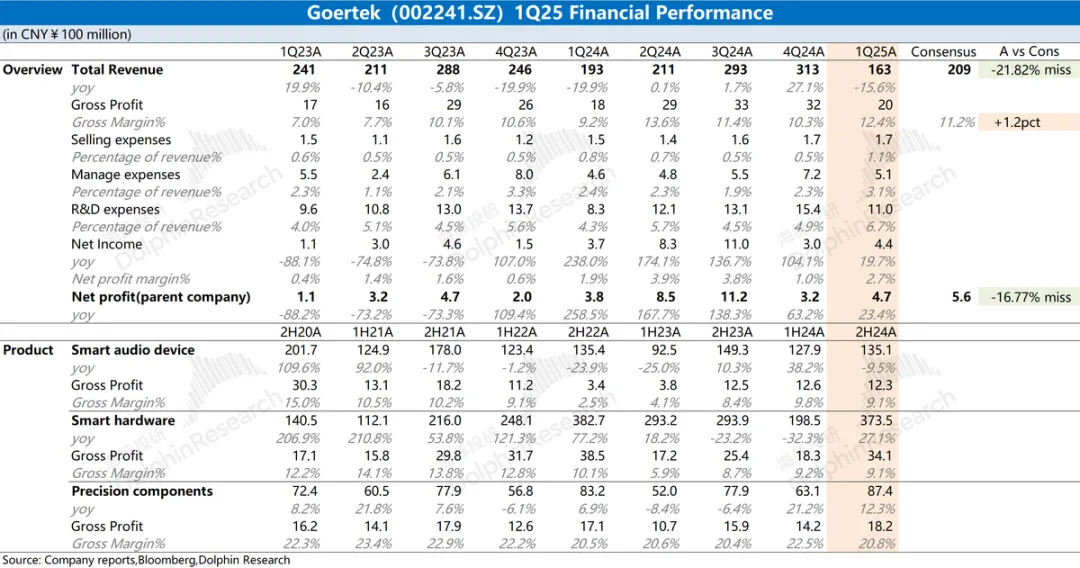 Goertek（002241.SZ）1Q25 Financial Performance
(in CNY￥100 million)
1Q23A 2Q23A 3Q23A 4Q23A 1Q24A 2Q24A 3Q24A 4Q24A 1Q25A Consensus A vs Cons
Overview Total Revenue 241 211 288 246 193 211 293 313 163 209 -21.82% miss
yoy 19.9% -10.4% -5.8% -19.9% -19.9% 0.1% 1.7% 27.1% -15.6%
Gross Profit 17 16 29 26 18 29 33 32 20
Gross Margin% 7.0% 7.7% 10.1% 10.6% 9.2% 13.6% 11.4% 10.3% 12.4% 11.2% +1.2pct
Selling expenses 1.5 1.1 1.6 1.2 1.5 1.4 1.6 1.7 1.7
Percentage of revenue% 0.6% 0.5% 0.5% 0.5% 0.8% 0.7% 0.5% 0.5% 1.1%
Manage expenses 5.5 2.4 6.1 8.0 4.6 4.8 5.5 7.2 5.1
Percentage of revenue% 2.3% 1.1% 2.1% 3.3% 2.4% 2.3% 1.9% 2.3% 3.1%
R&D expenses 9.6 10.8 13.0 13.7 8.3 12.1 13.1 15.4 11.0
Percentage of revenue% 4.0% 5.1% 4.5% 5.6% 4.3% 5.7% 4.5% 4.9% 6.7%
Net Income 1.1 3.0 4.6 1.5 3.7 8.3 11.0 3.0 4.4
yoy -88.1% -74.8% -73.8% 107.0% 238.0% 174.1% 136.7% 104.1% 19.7%
Net profit margin% 0.4% 1.4% 1.6% 0.6% 1.9% 3.9% 3.8% 1.0% 2.7%
Net profit(parent company) 1.1 3.2 4.7 2.0 3.8 8.5 11.2 3.2 4.7 5.6 -16.77% miss
yoy -88.2% -73.2% -73.3% 109.4% 258.5% 167.7% 138.3% 63.2% 23.4%
2H20A 1H21A 2H21A 1H22A 2H22A 1H23A 2H23A 1H24A 2H24A
Product Smart audio device 201.7 124.9 178.0 123.4 135.4 92.5 149.3 127.9 135.1
yoy 109.6% 92.0% -11.7% -1.2% -23.9% -25.0% 10.3% 38.2% -9.5%
Gross Profit 30.3 13.1 18.2 11.2 3.4 3.8 12.5 12.6 12.3
Gross Margin% 15.0% 10.5% 10.2% 9.1% 2.5% 4.1% 8.4% 9.8% 9.1%
Smart hardware 140.5 112.1 216.0 248.1 382.7 293.2 293.9 198.5 373.5
yoy 206.9% 210.8% 53.8% 121.3% 77.2% 18.2% -23.2% -32.3% 27.1%
Gross Profit 17.1 15.8 29.8 31.7 38.5 17.2 25.4 18.3 34.1
Gross Margin% 12.2% 14.1% 13.8% 12.8% 10.1% 5.9% 8.7% 9.2% 9.1%
Precision components 72.4 60.5 77.9 56.8 83.2 52.0 77.9 63.1 87.4
yoy 8.2% 21.8% 7.6% -6.1% 6.9% -8.4% -6.4% 21.2% 12.3%
Gross Profit 16.2 14.1 17.9 12.6 17.1 10.7 15.9 14.2 18.2
Gross Margin% 22.3% 23.4% 22.9% 22.2% 20.5% 20.6% 20.4% 22.5% 20.8%
Source: Company reports,Bloomberg,Dolphin Research